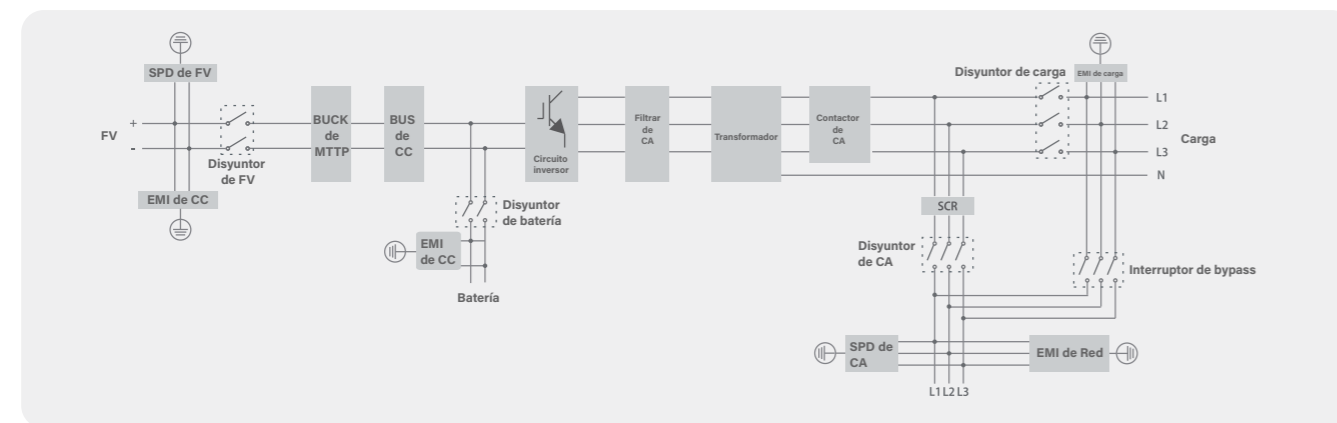 SPD de FV
FV
+
-
Disyuntor
de FV
EMI de CC
BUCK
de
MTTP
BUS
de
CC
Disyuntor
de batería
EMI
de CC
Batería
Circuito
inversor
Filtrar
de
CA
Transformador
Contactor
de
CA
Disyuntor de carga
EMI de carga
L1
L2
L3
N
Carga
SCR
Disyuntor
de CA
Interruptor de bypass
SPD de
CA
EMI de Red
L1 L2 L3